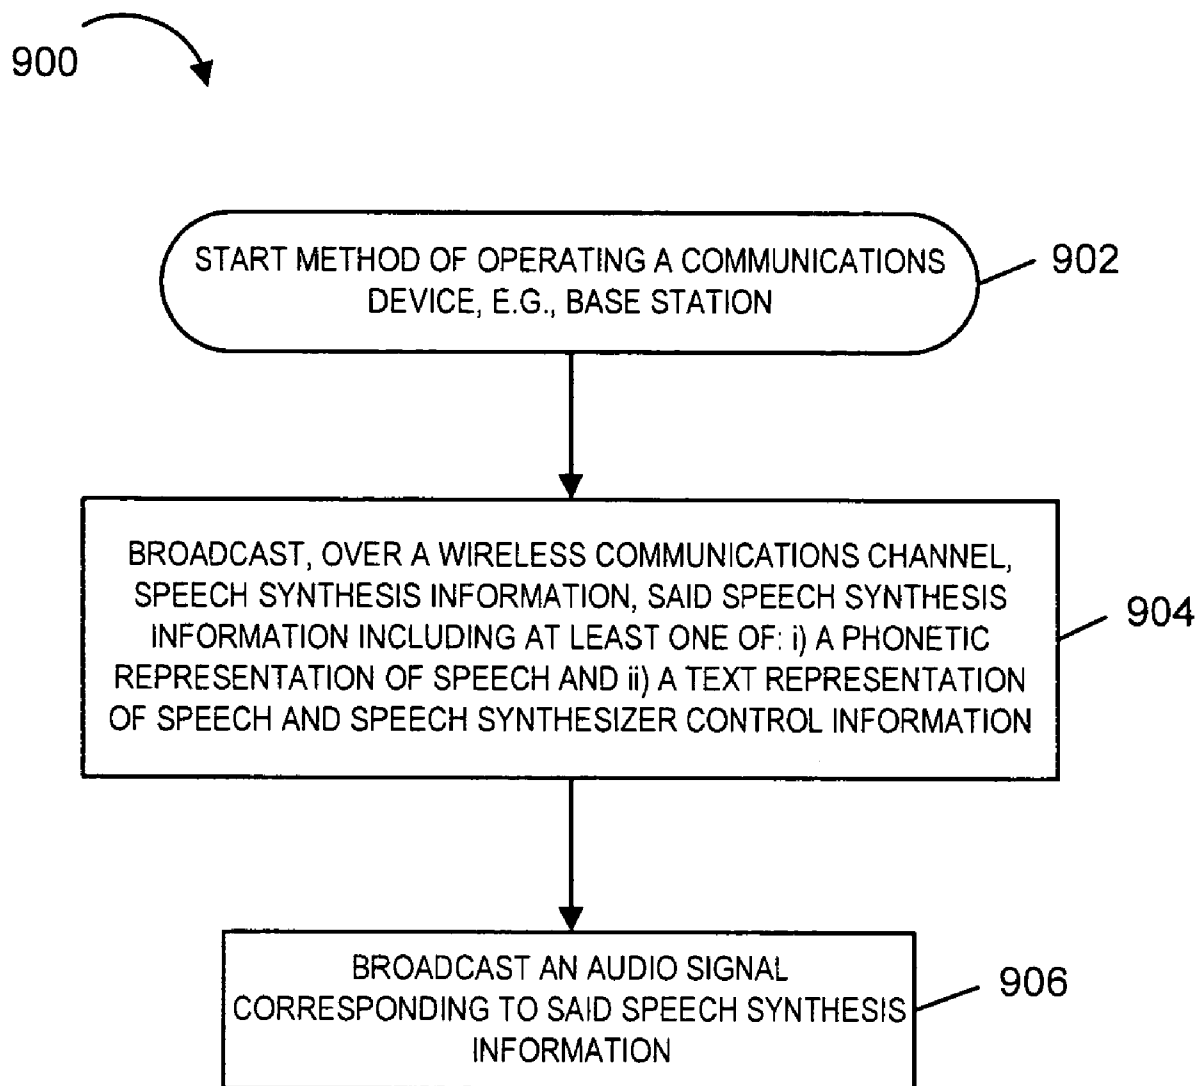 900
START METHOD OF OPERATING A COMMUNICATIONS
DEVICE, E.G., BASE STATION
902
BROADCAST, OVER A WIRELESS COMMUNICATIONS CHANNEL,
SPEECH SYNTHESIS INFORMATION, SAID SPEECH SYNTHESIS
INFORMATION INCLUDING AT LEAST ONE OF: i) A PHONETIC
REPRESENTATION OF SPEECH AND ii) A TEXT REPRESENTATION
OF SPEECH AND SPEECH SYNTHESIZER CONTROL INFORMATION
904
BROADCAST AN AUDIO SIGNAL
CORRESPONDING TO SAID SPEECH SYNTHESIS
INFORMATION
906